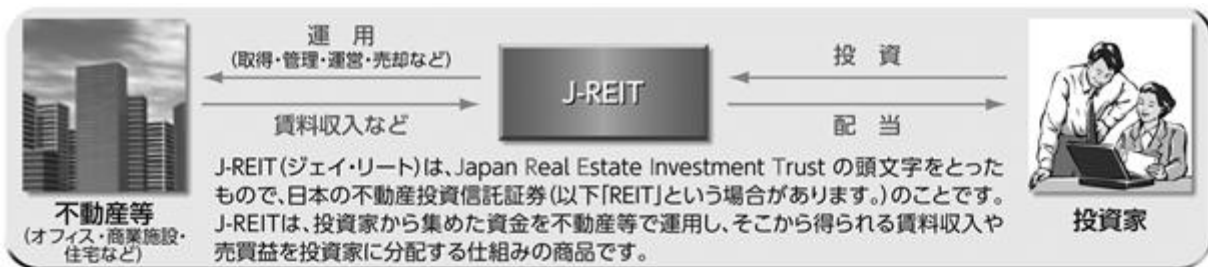 運 用
(取得・管理・運営・売却など)
賃料収入など
J-REIT
投 資
配 当
J-REIT(ジェイ・リート)は、Japan Real Estate Investment Trust の頭文字をとった
もので、日本の不動産投資信託証券(以下「REIT」という場合があります。)のことです。
J-REITは、投資家から集めた資金を不動産等で運用し、そこから得られる賃料収入や
売買益を投資家に分配する仕組みの商品です。
不動産等
(オフィス・商業施設・
住宅など)
投資家